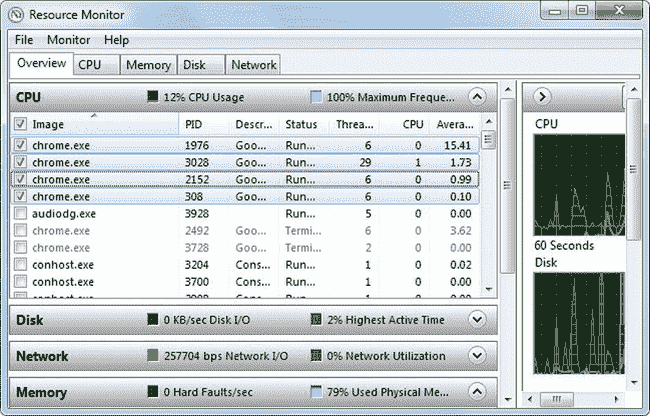 Resource Monitor
File Monitor Help
Overview CPU Memory Disk Network
CPU 12% CPU Usage 100% Maximum Freque...
Image PID Descr... Status Threa... CPU Avera...
chrome.exe 1976 Goo... Run... 6 0 15.41
chrome.exe 3028 Goo... Run... 29 1 1.73
chrome.exe 2152 Goo... Run... 6 0 0.99
chrome.exe 308 Goo... Run... 6 0 0.10
audiodg.exe 3928 Run... 5 0 0.00
chrome.exe 2492 Goo... Termi... 6 0 3.62
chrome.exe 3728 Goo... Termi... 2 0 0.00
conhost.exe 3204 Cons... Run... 1 0 0.02
conhost.exe 3700 Cons... Run... 1 0 0.00
Disk 0 KB/sec Disk I/O 2% Highest Active Time
Network 257704 bps Network I/O 0% Network Utilization
Memory 0 Hard Faults/sec 79% Used Physical Me...
CPU
60 Seconds
Disk